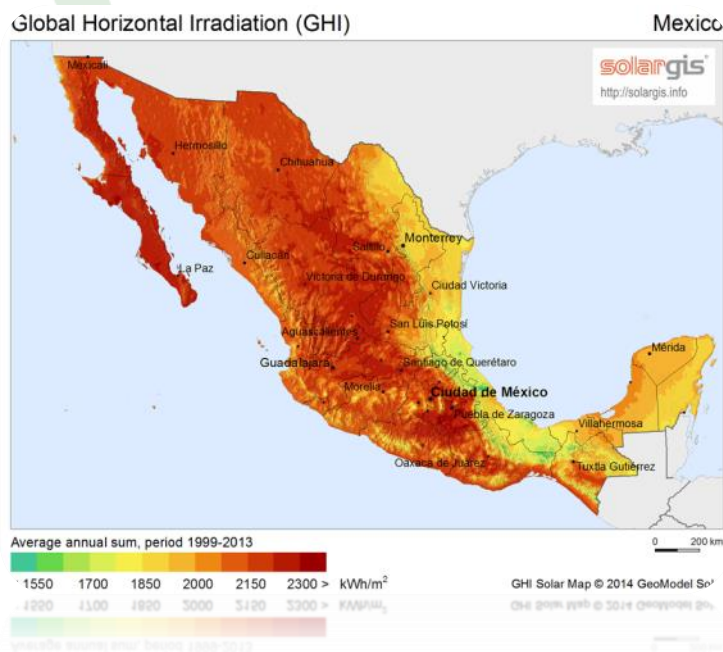 Global Horizontal Irradiation (GHI)
Mexico
solargis
http://solargis.info
Mexicali
Hermosillo
Chihuahua
Monterrey
Saltillo
Culiacán
La Paz
Victoria de Durango
Ciudad Victoria
San Luis Potosí
Aguascalientes
Mérida
Guadalajara
Santiago de Querétaro
Morelia
Ciudad de México
Puebla de Zaragoza
Villahermosa
Oaxaca de Juárez
Tuxtla Gutiérrez
Average annual sum, period 1999-2013
0 200 km
1550 1700 1850 2000 2150 2300 > kWh/m²
GHI Solar Map © 2014 GeoModel So